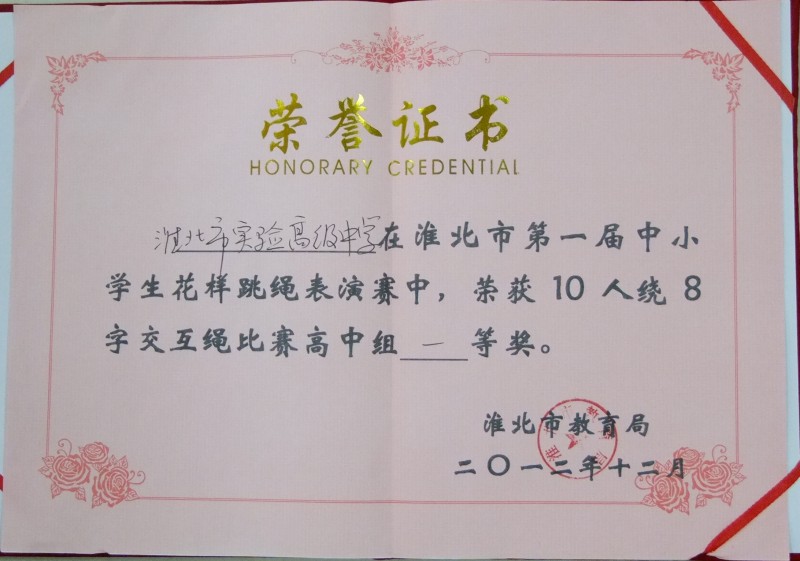 荣誉证书
HONORARY CREDENTIAL
淮北市实验高级中学在淮北市第一届中小
学生花样跳绳表演赛中，荣获 10 人绕 8
字交互绳比赛高中组一等奖。
淮北市教育局
二〇一二年十二月